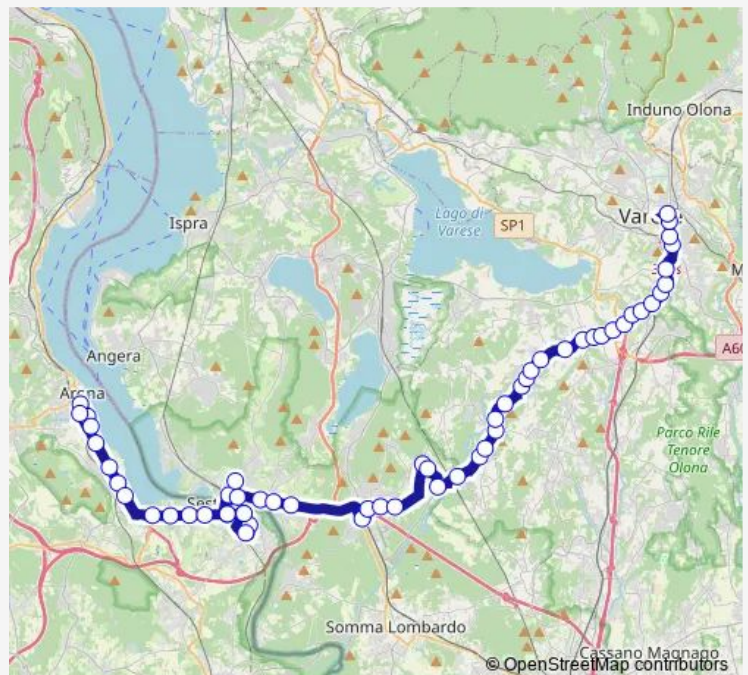 Induno Olona
Varese
Lago di
Varese
SP1
Ispra
Angera
A60
Arona
Parco Rile
Tenore
Olona
Sest
Somma Lombardo
Cassano Magnago
© OpenStreetMap contributors